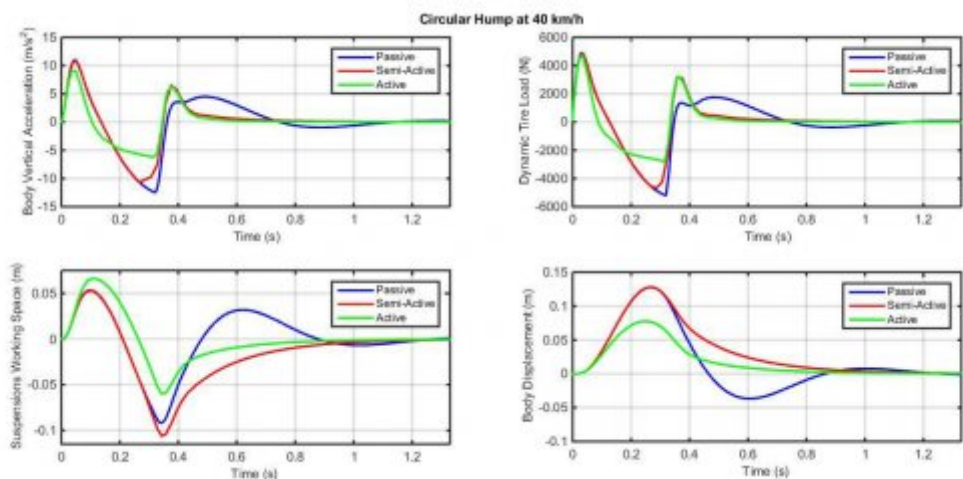 Circular Hump at 40 km/h
Body Vertical Acceleration (m/s²)
15
10
5
0
-5
-10
-15
0 0.2 0.4 0.6 0.8 1 1.2
Time (s)
Passive
Semi-Active
Active
Dynamic Tire Load (N)
6000
4000
2000
0
-2000
-4000
-6000
0 0.2 0.4 0.6 0.8 1 1.2
Time (s)
Passive
Semi-Active
Active
Suspensions Working Space (m)
0.05
0
-0.05
-0.1
0 0.2 0.4 0.6 0.8 1 1.2
Time (s)
Passive
Semi-Active
Active
Body Displacement (m)
0.15
0.1
0.05
0
-0.05
-0.1
0 0.2 0.4 0.6 0.8 1 1.2
Time (s)
Passive
Semi-Active
Active